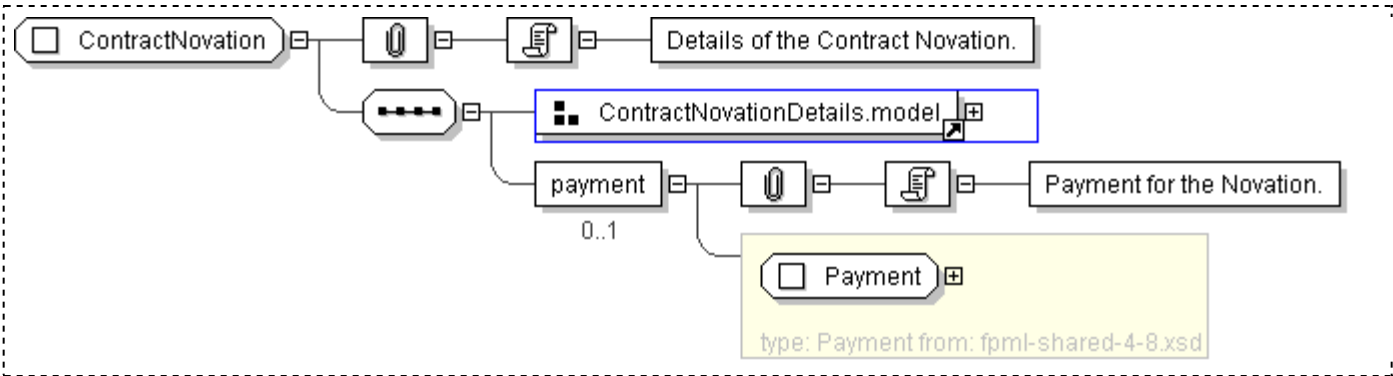 ContractNovation
Details of the Contract Novation.
ContractNovationDetails.model
payment
Payment for the Novation.
0..1
Payment
type: Payment from: fpml-shared-4-8.xsd